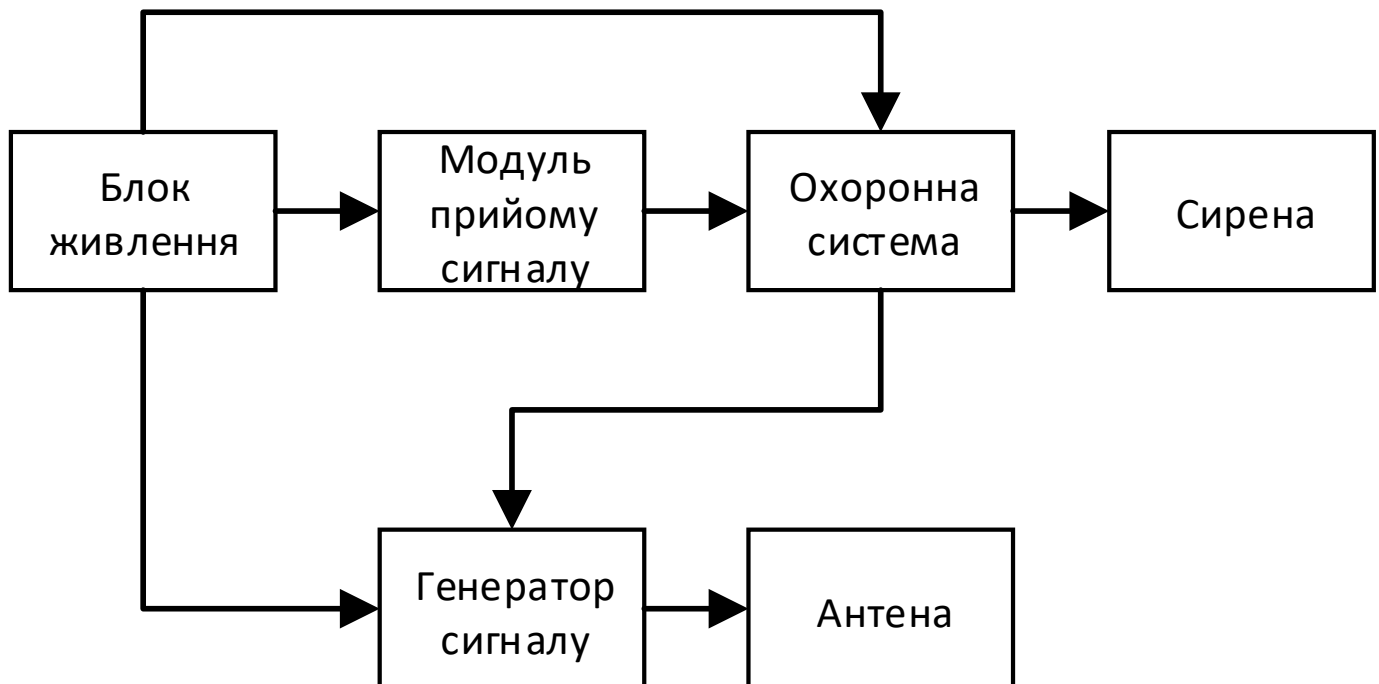 Блок
живлення
Модуль
прийому
сигналу
Охоронна
система
Сирена
Генератор
сигналу
Антена